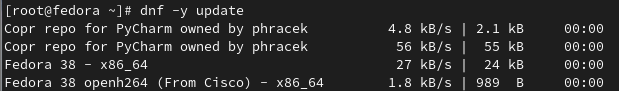 [root@fedora ~]# dnf -y update
Copr repo for PyCharm owned by phracek 4.8 kB/s | 2.1 kB 00:00
Copr repo for PyCharm owned by phracek 56 kB/s | 55 kB 00:00
Fedora 38 - x86_64 27 kB/s | 24 kB 00:00
Fedora 38 openh264 (From Cisco) - x86_64 1.8 kB/s | 989 B 00:00